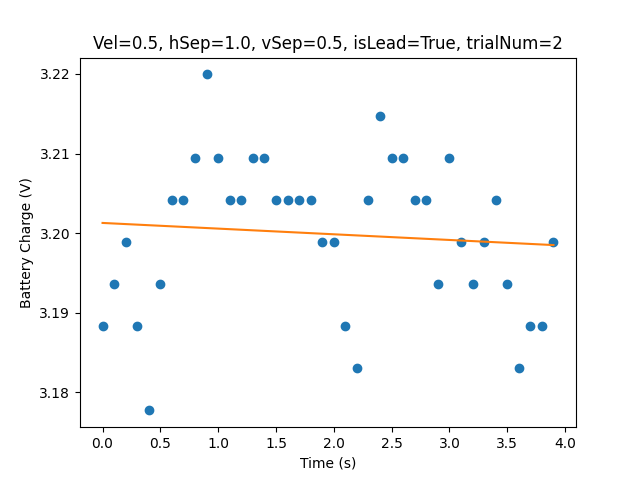 Vel=0.5, hSep=1.0, vSep=0.5, isLead=True, trialNum=2
3.22
3.21
3.20
3.19
3.18
Battery Charge (V)
0.0 0.5 1.0 1.5 2.0 2.5 3.0 3.5 4.0
Time (s)